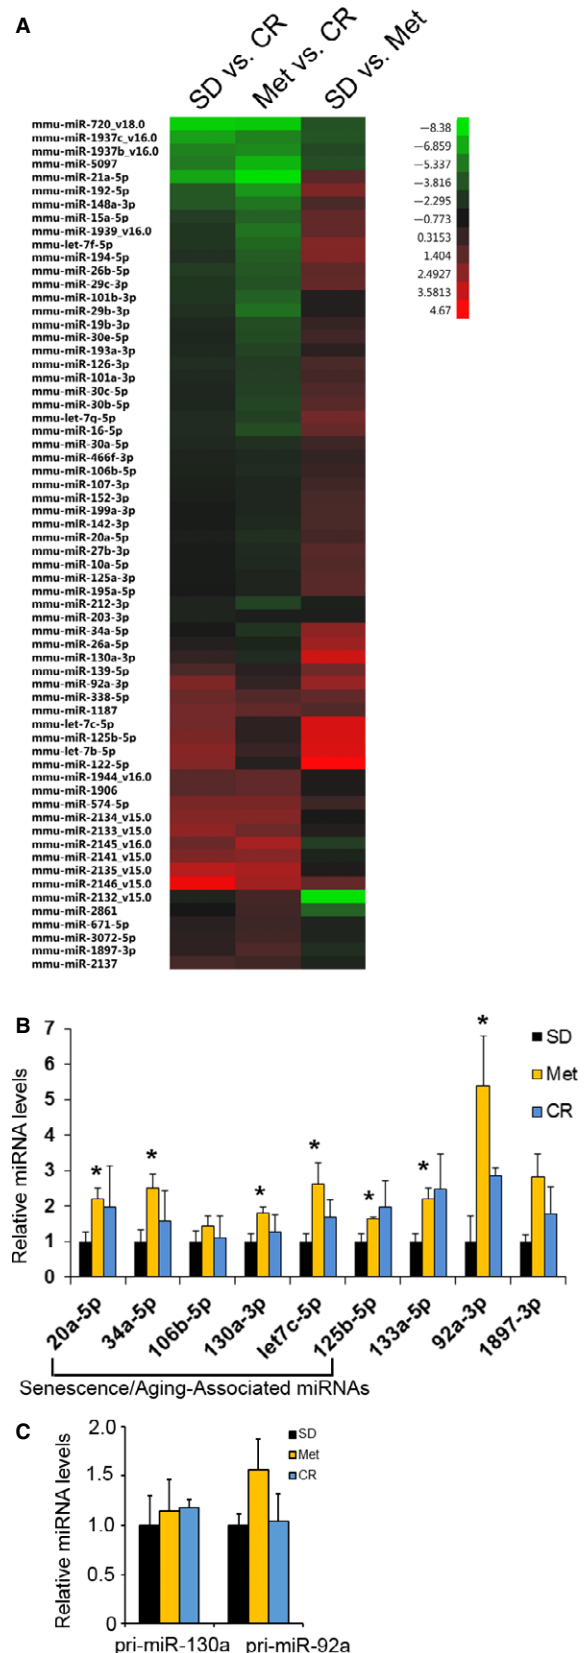 A
SD vs. CR
Met vs. CR
SD vs. Met
mmu-miR-720_v18.0
mmu-miR-1937c_v16.0
mmu-miR-1937b_v16.0
mmu-miR-5097
mmu-miR-21a-5p
mmu-miR-192-5p
mmu-miR-148a-3p
mmu-miR-15a-5p
mmu-miR-1939_v16.0
mmu-let-7f-5p
mmu-miR-194-5p
mmu-miR-26b-5p
mmu-miR-29c-3p
mmu-miR-101b-3p
mmu-miR-29b-3p
mmu-miR-19b-3p
mmu-miR-30e-5p
mmu-miR-193a-3p
mmu-miR-126-3p
mmu-miR-101a-3p
mmu-miR-30c-5p
mmu-miR-30b-5p
mmu-let-7g-5p
mmu-miR-16-5p
mmu-miR-30a-5p
mmu-miR-466f-3p
mmu-miR-106b-5p
mmu-miR-107-3p
mmu-miR-152-3p
mmu-miR-199a-3p
mmu-miR-142-3p
mmu-miR-20a-5p
mmu-miR-27b-3p
mmu-miR-10a-5p
mmu-miR-125a-3p
mmu-miR-195a-5p
mmu-miR-212-3p
mmu-miR-203-3p
mmu-miR-34a-5p
mmu-miR-26a-5p
mmu-miR-130a-3p
mmu-miR-139-5p
mmu-miR-92a-3p
mmu-miR-338-5p
mmu-miR-1187
mmu-let-7c-5p
mmu-miR-125b-5p
mmu-let-7b-5p
mmu-miR-122-5p
mmu-miR-1944_v16.0
mmu-miR-1906
mmu-miR-574-5p
mmu-miR-2134_v15.0
mmu-miR-2133_v15.0
mmu-miR-2145_v16.0
mmu-miR-2141_v15.0
mmu-miR-2135_v15.0
mmu-miR-2146_v15.0
mmu-miR-2132_v15.0
mmu-miR-2861
mmu-miR-671-5p
mmu-miR-3072-5p
mmu-miR-1897-3p
mmu-miR-2137
−8.38
−6.859
−5.337
−3.816
−2.295
−0.773
0.3153
1.404
2.4927
3.5813
4.67
B
Relative miRNA levels
7
6
5
4
3
2
1
0
* * * * * * *
SD
Met
CR
20a-5p
34a-5p
106b-5p
130a-3p
let7c-5p
125b-5p
133a-5p
92a-3p
1897-3p
Senescence/Aging-Associated miRNAs
C
Relative miRNA levels
2.0
1.5
1.0
0.5
0
SD
Met
CR
pri-miR-130a
pri-miR-92a